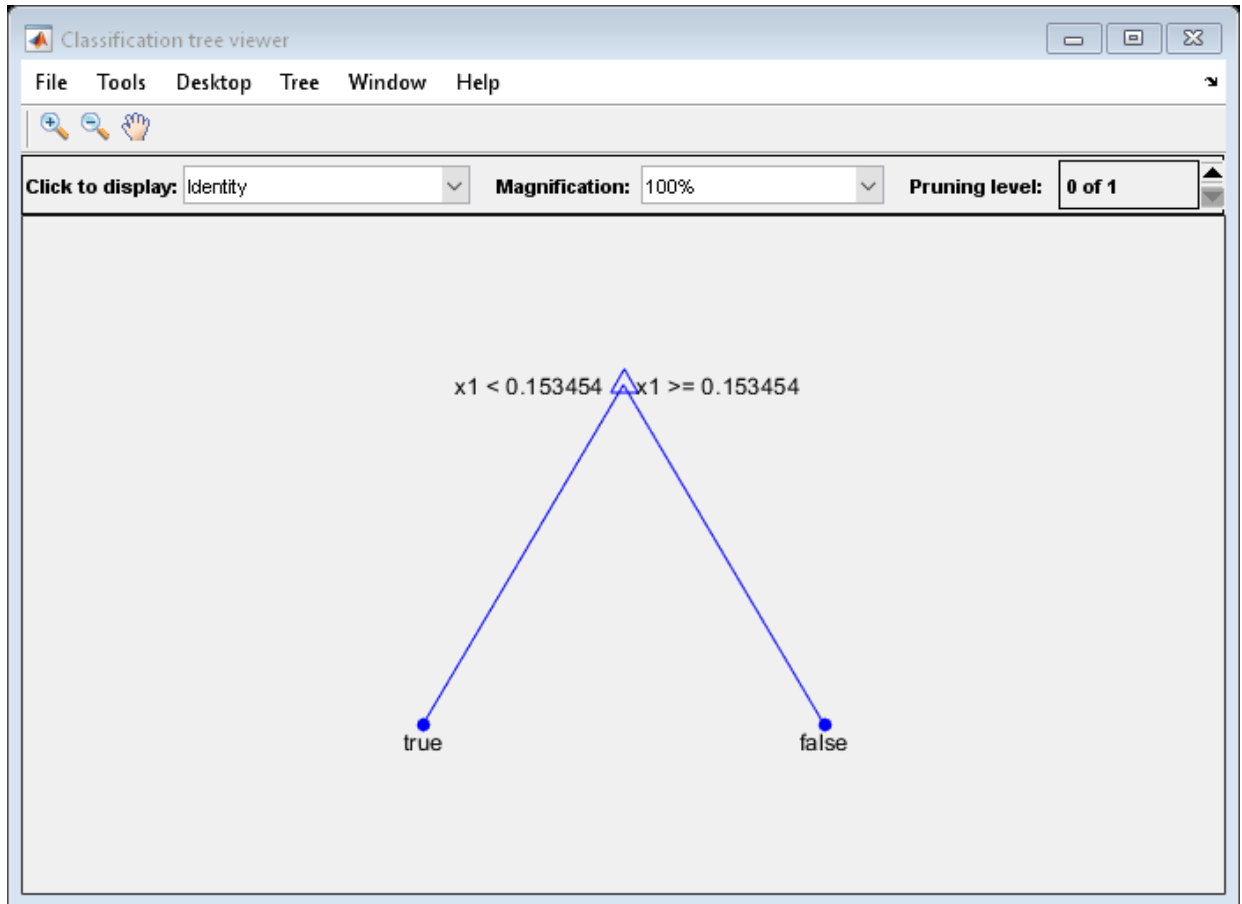 Classification tree viewer
File Tools Desktop Tree Window Help
Click to display: Identity Magnification: 100% Pruning level: 0 of 1
x1 < 0.153454 x1 >= 0.153454
true false